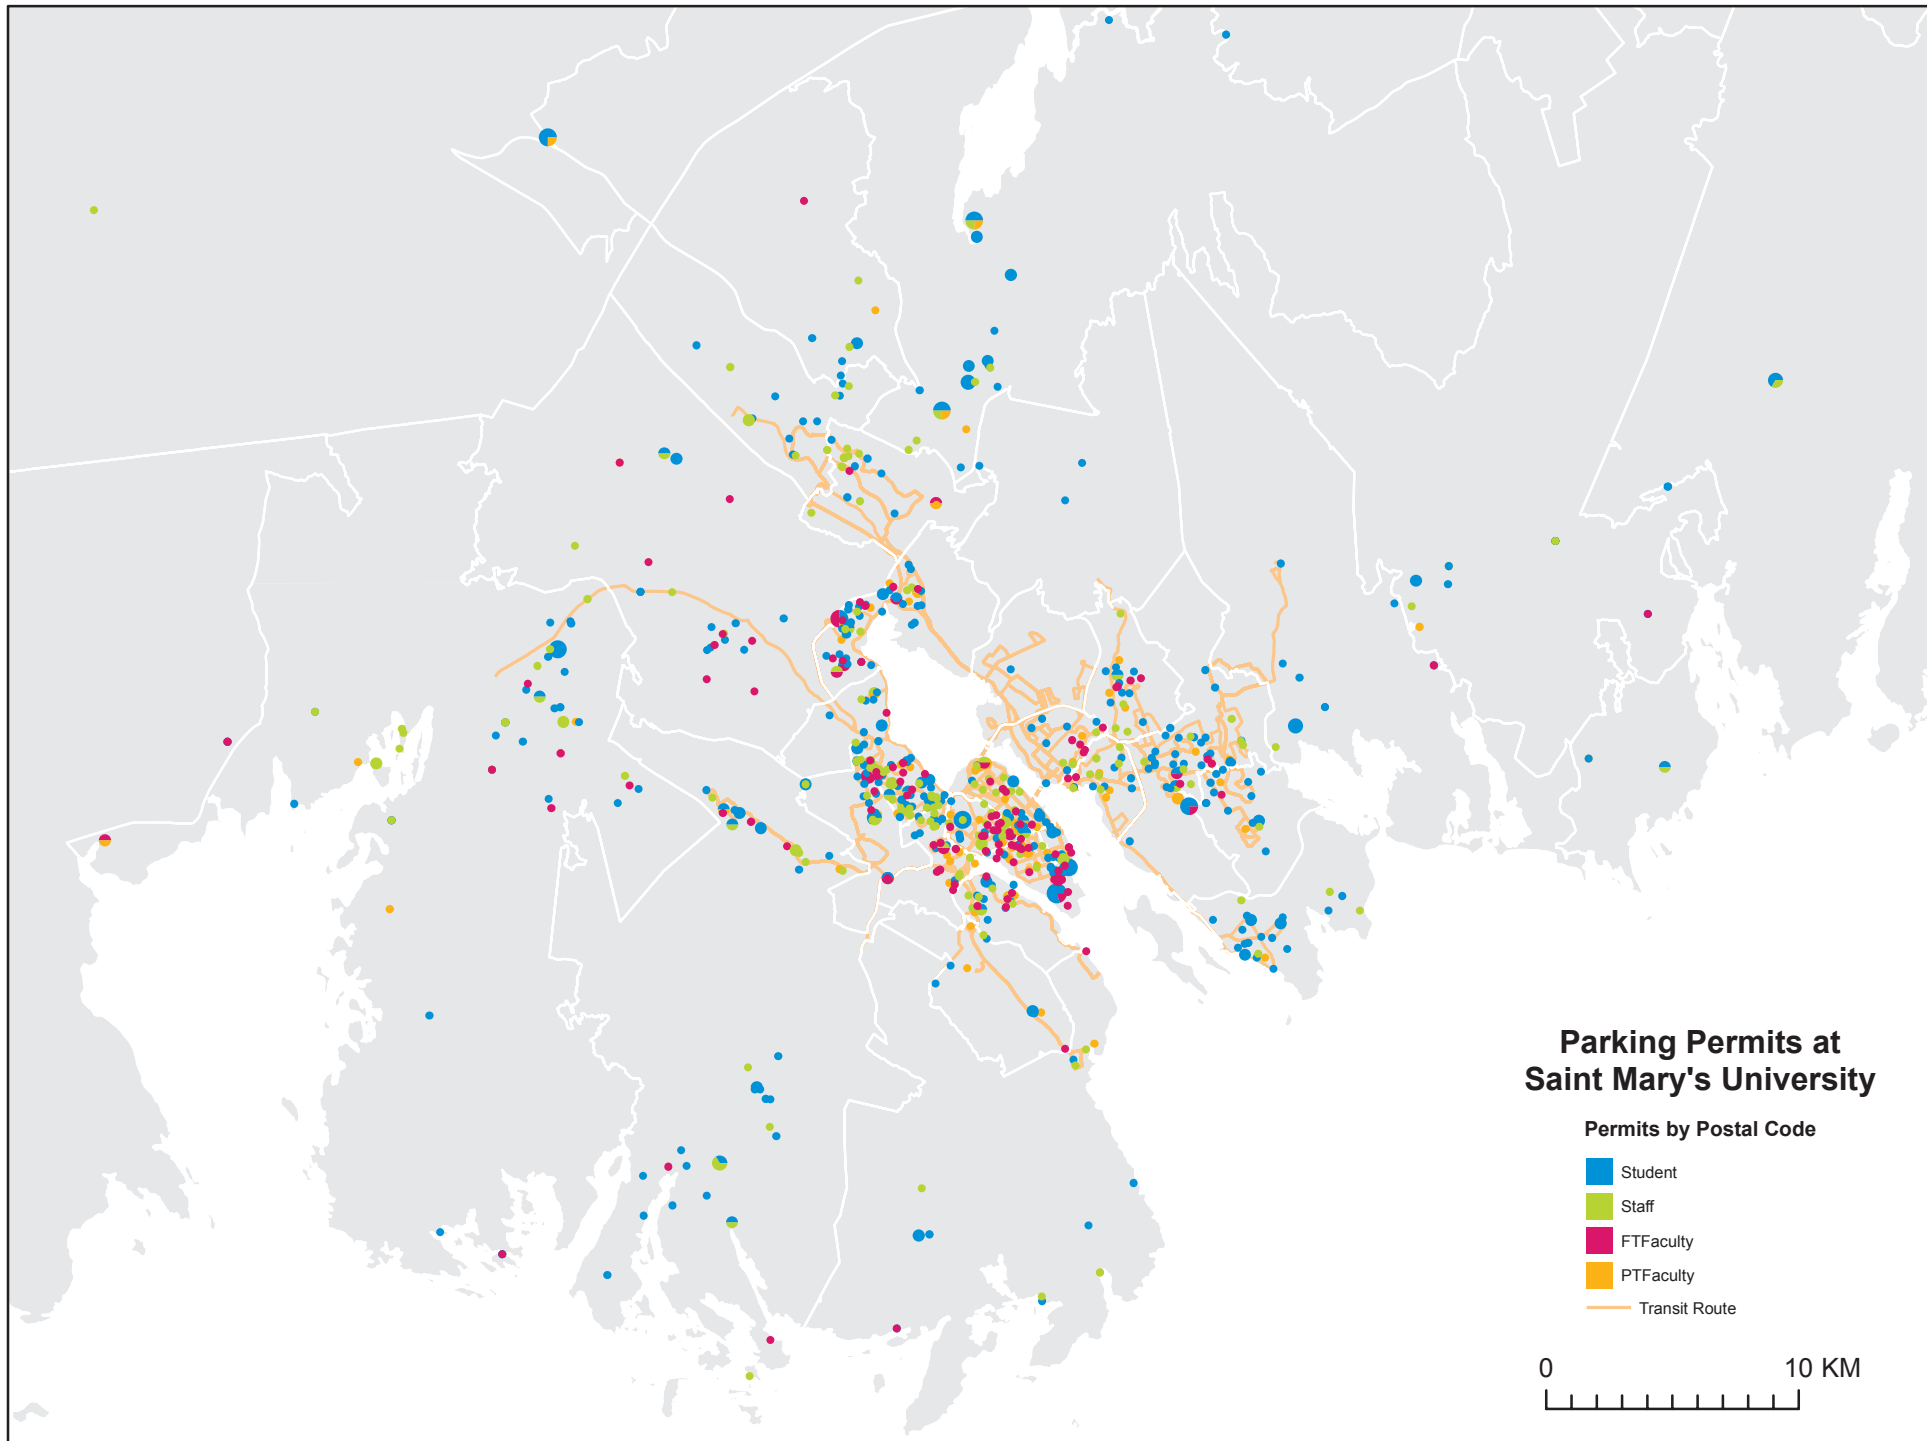 Parking Permits at
Saint Mary's University
Permits by Postal Code
Student
Staff
FTFaculty
PTFaculty
Transit Route
0 10 KM